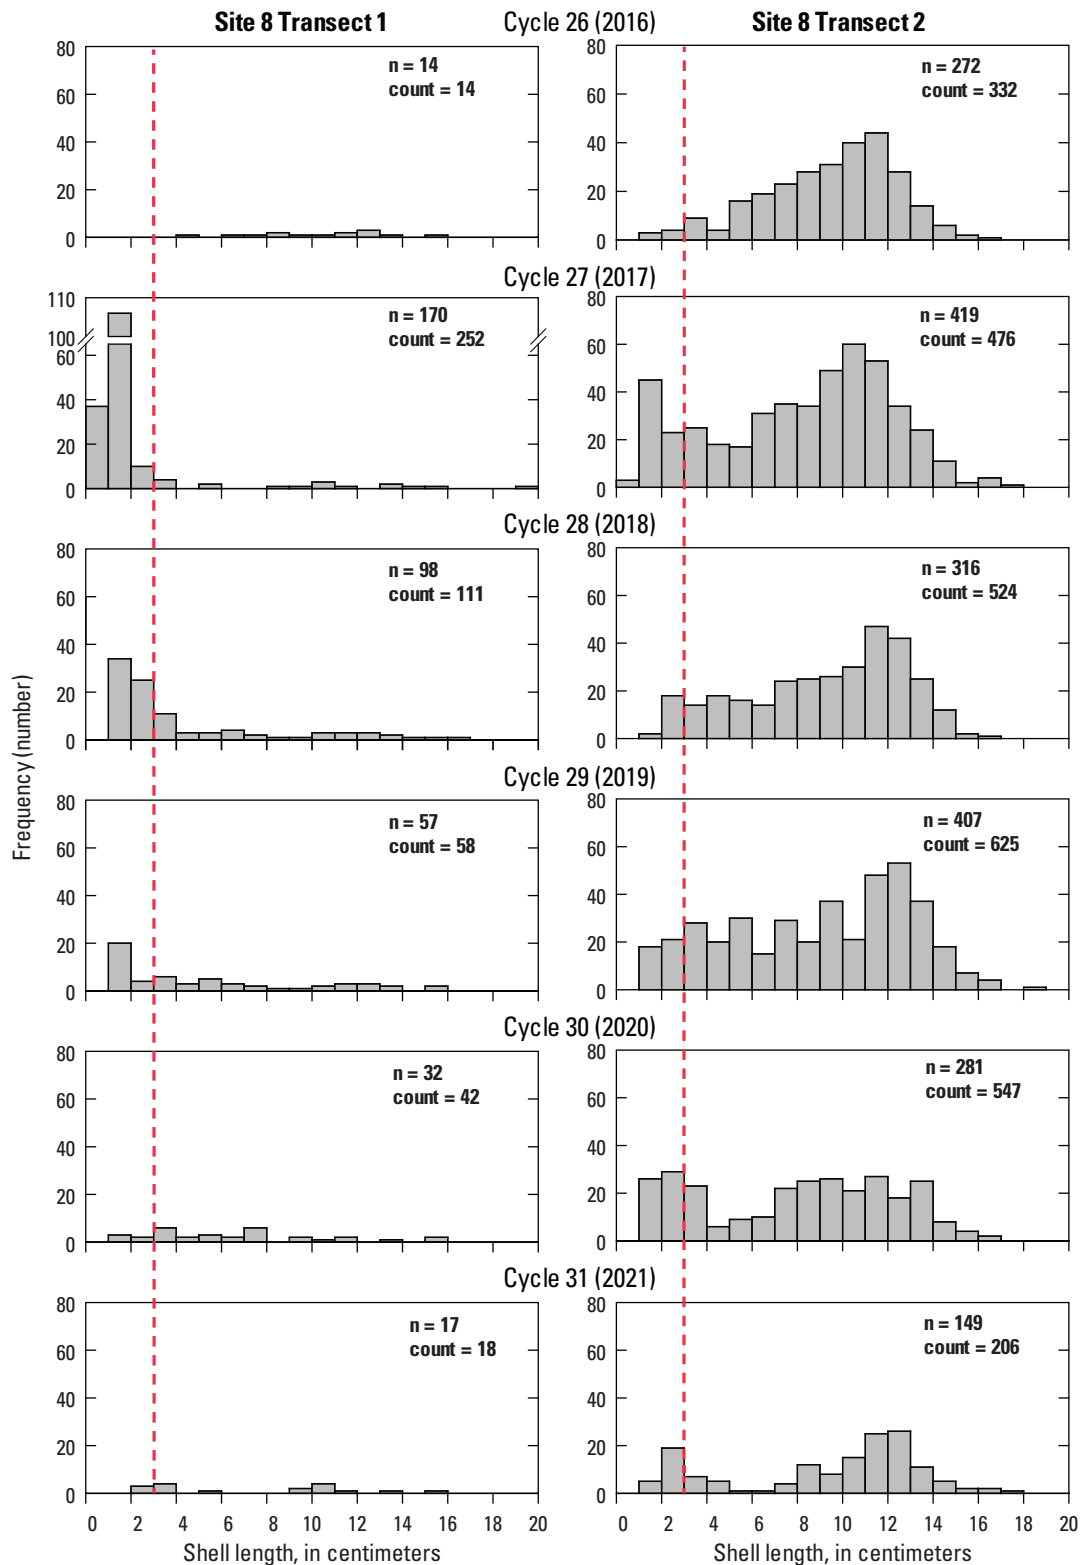 Site 8 Transect 1 Cycle 26 (2016) Site 8 Transect 2
80
60
40
20
0
n = 14
count = 14
80
60
40
20
0
n = 272
count = 332
Cycle 27 (2017)
110
100
60
40
20
0
n = 170
count = 252
80
60
40
20
0
n = 419
count = 476
Cycle 28 (2018)
80
60
40
20
0
n = 98
count = 111
80
60
40
20
0
n = 316
count = 524
Cycle 29 (2019)
80
60
40
20
0
n = 57
count = 58
80
60
40
20
0
n = 407
count = 625
Cycle 30 (2020)
80
60
40
20
0
n = 32
count = 42
80
60
40
20
0
n = 281
count = 547
Cycle 31 (2021)
80
60
40
20
0
n = 17
count = 18
80
60
40
20
0
n = 149
count = 206
Frequency (number)
0 2 4 6 8 10 12 14 16 18 20
0 2 4 6 8 10 12 14 16 18 20
Shell length, in centimeters
Shell length, in centimeters